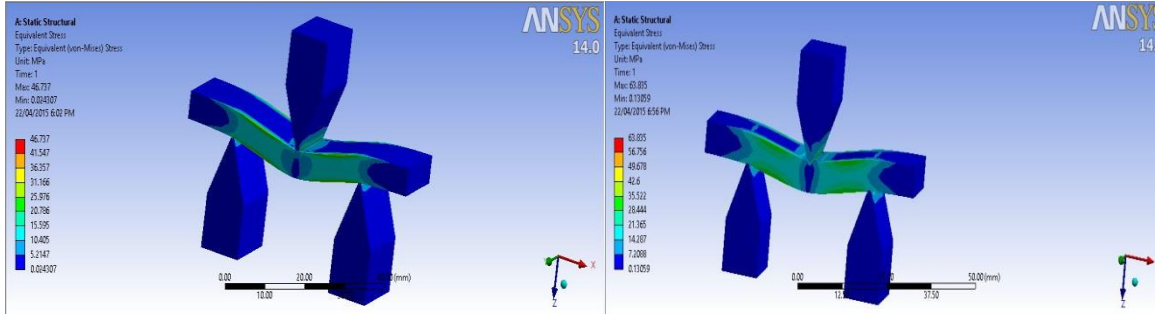 A: Static Structural
Equivalent Stress
Type: Equivalent (von-Mises) Stress
Unit: MPa
Time: 1
Max: 46.737
Min: 0.024307
22/04/2015 6:02 PM
46.737
41.547
36.357
31.166
25.976
20.786
15.595
10.405
5.2147
0.024307
ANSYS
14.0
0.00
20.00
(mm)
10.00
X
Z
A: Static Structural
Equivalent Stress
Type: Equivalent (von-Mises) Stress
Unit: MPa
Time: 1
Max: 63.835
Min: 0.13059
22/04/2015 6:56 PM
63.835
56.756
49.678
42.6
35.522
28.444
21.365
14.287
7.2088
0.13059
ANSYS
14.
0.00
50.00 (mm)
37.50
Z